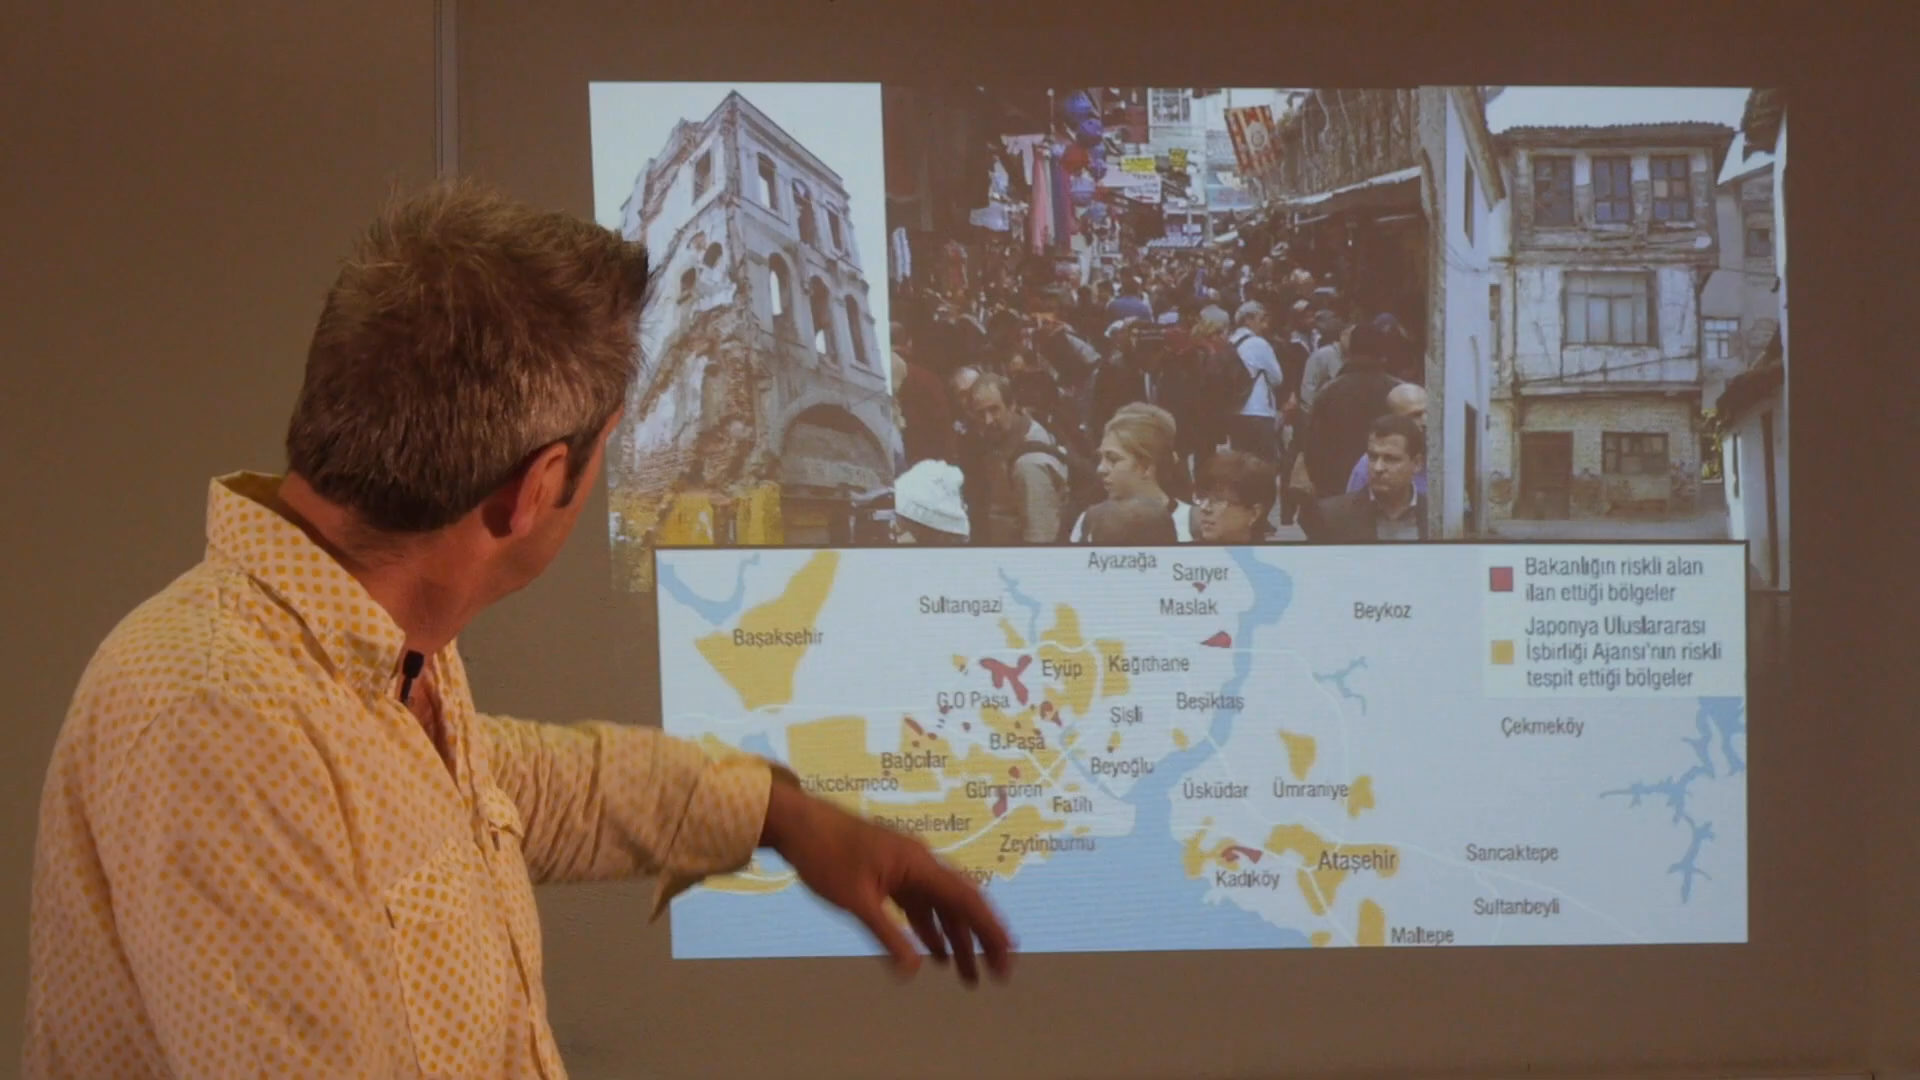 Bakanlığın riskli alan
ilan ettiği bölgeler
Japonya Uluslararası
İşbirliği Ajansı'nın riskli
tespit ettiği bölgeler
Ayazağa
Sarıyer
Sultangazi
Maslak
Beykoz
Başakşehir
Eyüp
Kağıthane
G.O Paşa
Beşiktaş
Şişli
Çekmeköy
B.Paşa
Bağcılar
Beyoğlu
Güngören
Üsküdar
Ümraniye
Fatih
Bahçelievler
Zeytinburnu
Ataşehir
Sancaktepe
Kadıköy
Sultanbeyli
Maltepe